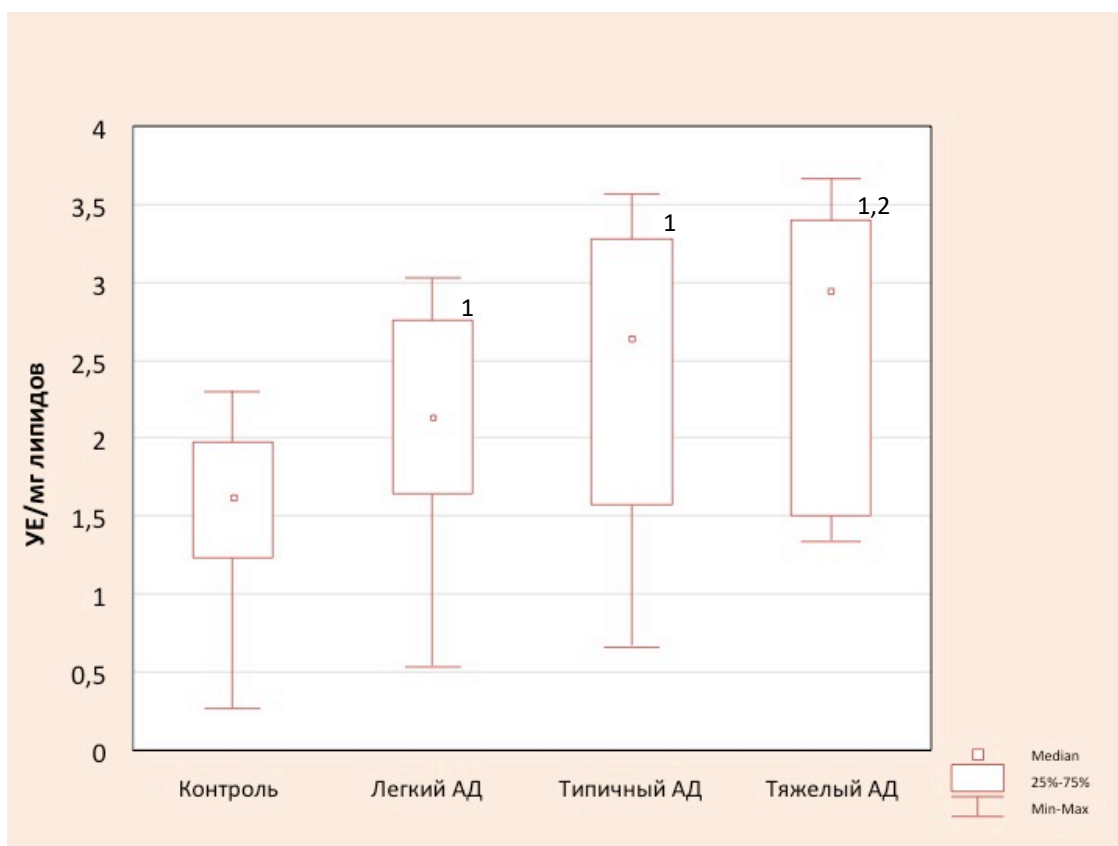 УЕ/мг липидов
4
3,5
3
2,5
2
1,5
1
0,5
0
1
1
1,2
Контроль
Легкий АД
Типичный АД
Тяжелый АД
Median
25%-75%
Min-Max